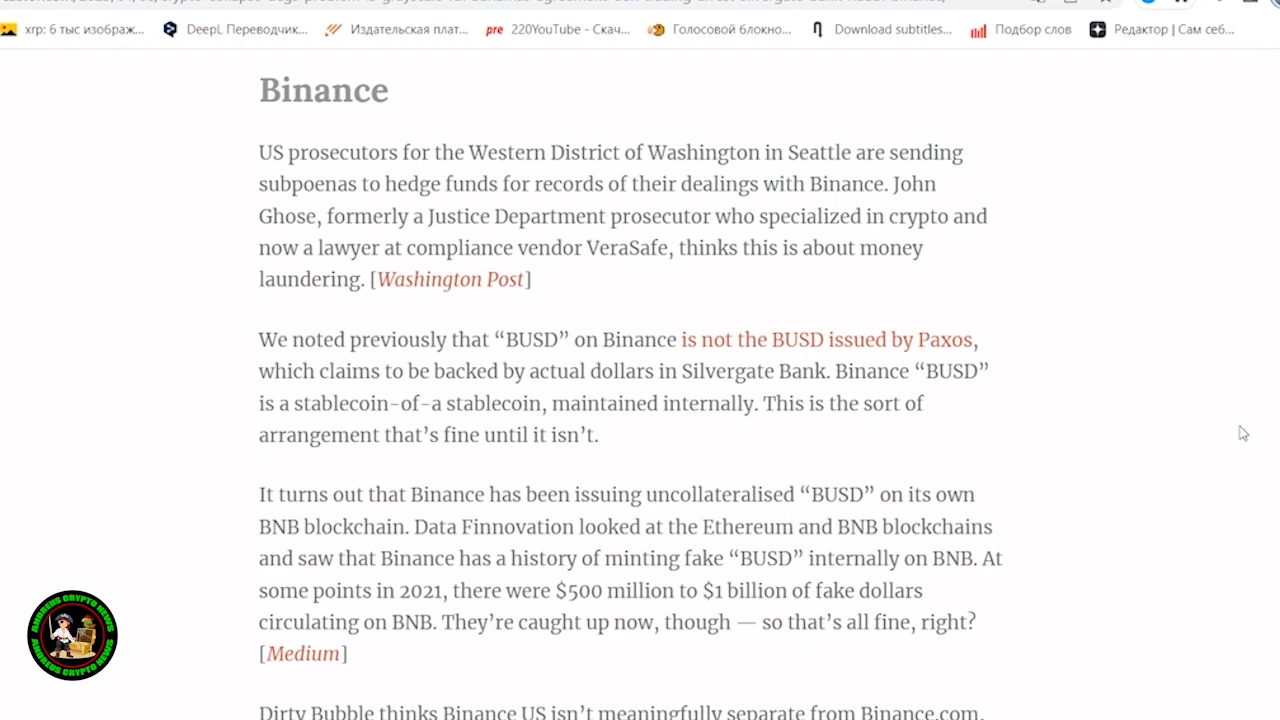 xrp: 6 тыс изображ... DeepL Переводчик... Издательская плат... pre 220YouTube - Скач... Голосовой блокно... Download subtitles... Подбор слов Редактор | Сам себ...
Binance
US prosecutors for the Western District of Washington in Seattle are sending
subpoenas to hedge funds for records of their dealings with Binance. John
Ghose, formerly a Justice Department prosecutor who specialized in crypto and
now a lawyer at compliance vendor VeraSafe, thinks this is about money
laundering. [Washington Post]
We noted previously that “BUSD” on Binance is not the BUSD issued by Paxos,
which claims to be backed by actual dollars in Silvergate Bank. Binance “BUSD”
is a stablecoin-of-a stablecoin, maintained internally. This is the sort of
arrangement that’s fine until it isn’t.
It turns out that Binance has been issuing uncollateralised “BUSD” on its own
BNB blockchain. Data Finnovation looked at the Ethereum and BNB blockchains
and saw that Binance has a history of minting fake “BUSD” internally on BNB. At
some points in 2021, there were $500 million to $1 billion of fake dollars
circulating on BNB. They’re caught up now, though — so that’s all fine, right?
[Medium]
Dirty Bubble thinks Binance US isn’t meaningfully separate from Binance.com.
ANDREUS CRYPTO NEWS
ANDREUS CRYPTO NEWS